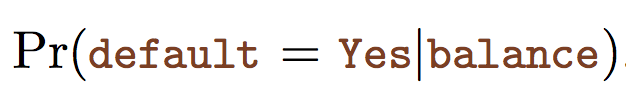 Pr(default = Yes|balance).